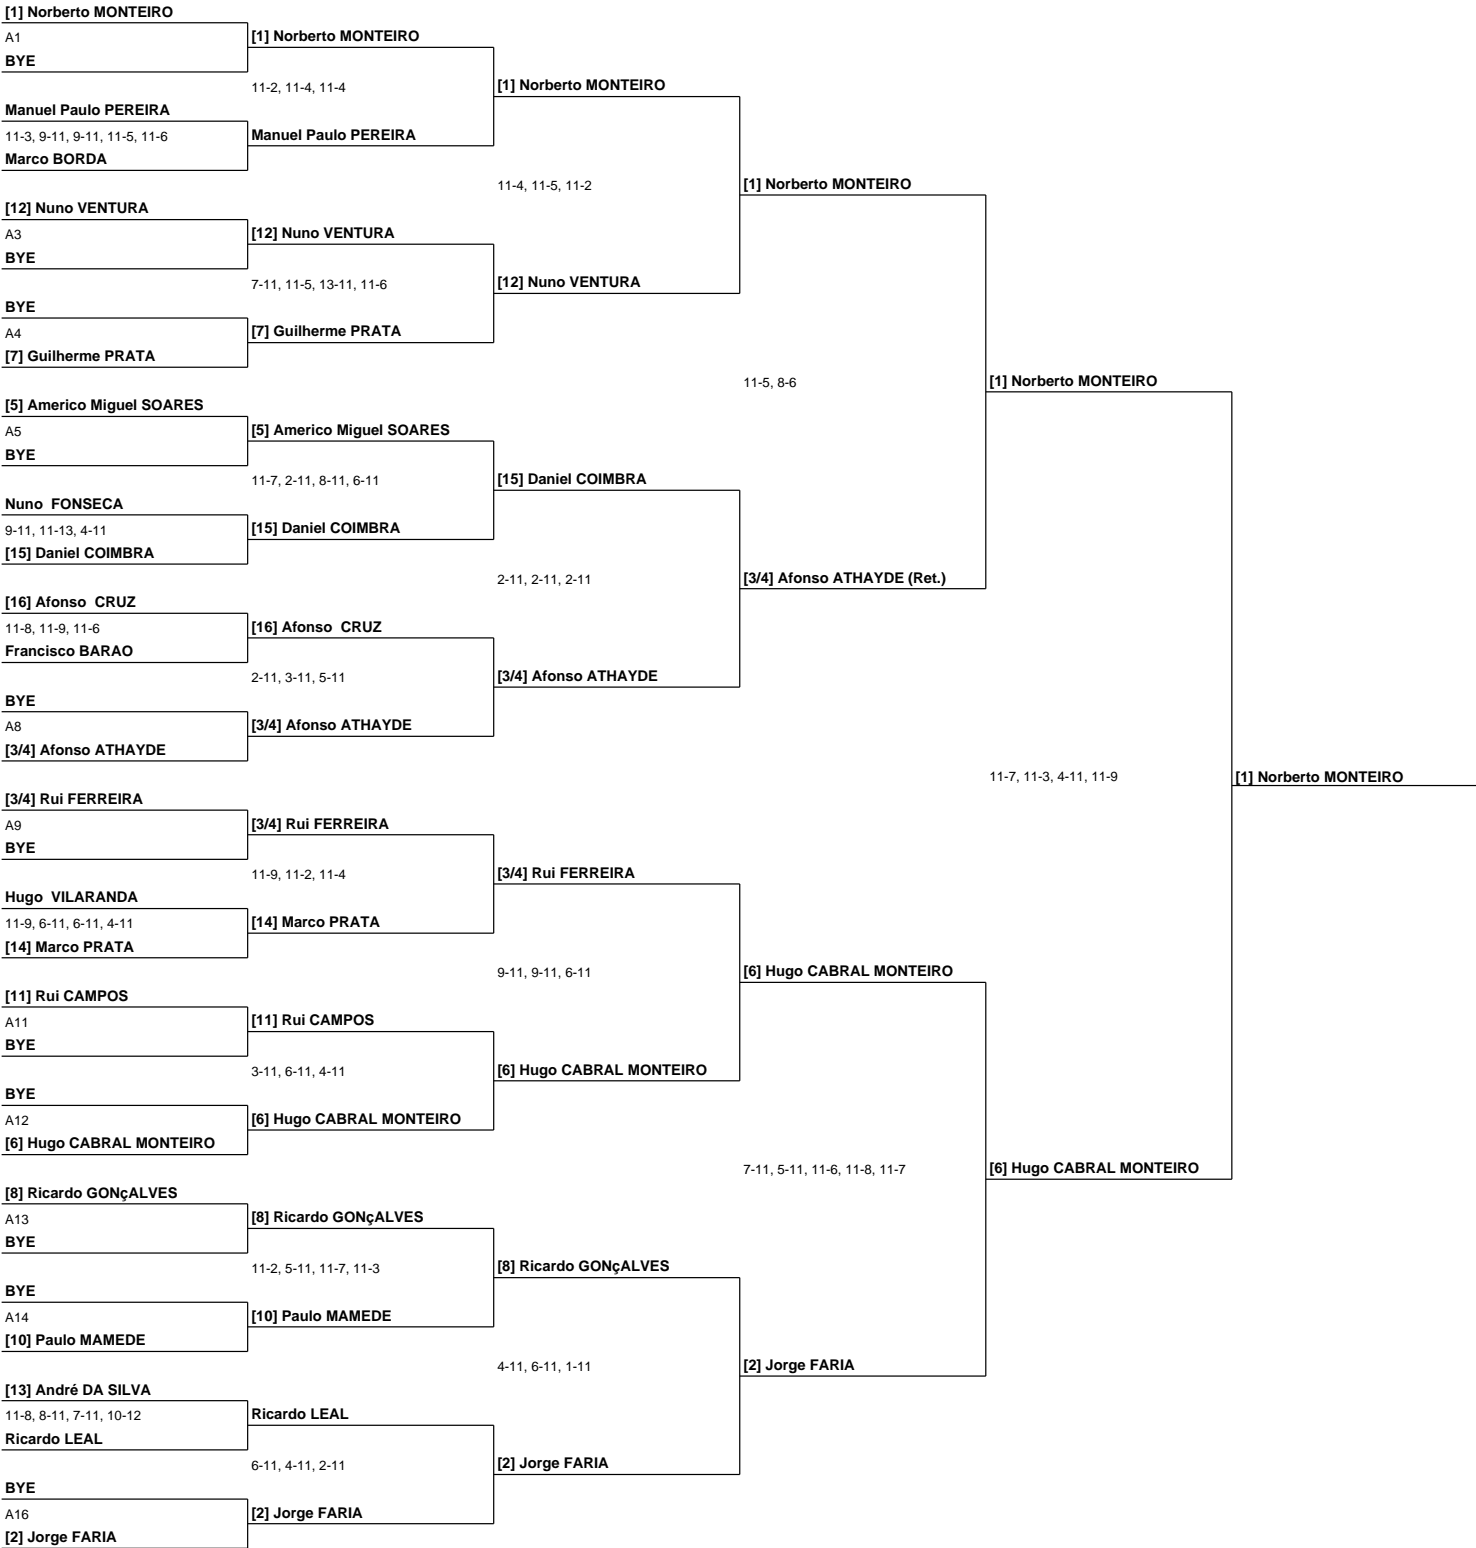 [1] Norberto MONTEIRO
A1
BYE
Manuel Paulo PEREIRA
11-3, 9-11, 9-11, 11-5, 11-6
Marco BORDA
[12] Nuno VENTURA
A3
BYE
BYE
A4
[7] Guilherme PRATA
[5] Americo Miguel SOARES
A5
BYE
Nuno  FONSECA
9-11, 11-13, 4-11
[15] Daniel COIMBRA
[16] Afonso  CRUZ
11-8, 11-9, 11-6
Francisco BARAO
BYE
A8
[3/4] Afonso ATHAYDE
[3/4] Rui FERREIRA
A9
BYE
Hugo  VILARANDA
11-9, 6-11, 6-11, 4-11
[14] Marco PRATA
[11] Rui CAMPOS
A11
BYE
BYE
A12
[6] Hugo CABRAL MONTEIRO
[8] Ricardo GONçALVES
A13
BYE
BYE
A14
[10] Paulo MAMEDE
[13] André DA SILVA
11-8, 8-11, 7-11, 10-12
Ricardo LEAL
BYE
A16
[2] Jorge FARIA
[1] Norberto MONTEIRO
11-2, 11-4, 11-4
Manuel Paulo PEREIRA
[12] Nuno VENTURA
7-11, 11-5, 13-11, 11-6
[7] Guilherme PRATA
[5] Americo Miguel SOARES
11-7, 2-11, 8-11, 6-11
[15] Daniel COIMBRA
[16] Afonso  CRUZ
2-11, 3-11, 5-11
[3/4] Afonso ATHAYDE
[3/4] Rui FERREIRA
11-9, 11-2, 11-4
[14] Marco PRATA
[11] Rui CAMPOS
3-11, 6-11, 4-11
[6] Hugo CABRAL MONTEIRO
[8] Ricardo GONçALVES
11-2, 5-11, 11-7, 11-3
[10] Paulo MAMEDE
Ricardo LEAL
6-11, 4-11, 2-11
[2] Jorge FARIA
[1] Norberto MONTEIRO
11-4, 11-5, 11-2
[12] Nuno VENTURA
[15] Daniel COIMBRA
2-11, 2-11, 2-11
[3/4] Afonso ATHAYDE
[3/4] Rui FERREIRA
9-11, 9-11, 6-11
[6] Hugo CABRAL MONTEIRO
[8] Ricardo GONçALVES
4-11, 6-11, 1-11
[2] Jorge FARIA
[1] Norberto MONTEIRO
11-5, 8-6
[3/4] Afonso ATHAYDE (Ret.)
[6] Hugo CABRAL MONTEIRO
7-11, 5-11, 11-6, 11-8, 11-7
[2] Jorge FARIA
[1] Norberto MONTEIRO
11-7, 11-3, 4-11, 11-9
[6] Hugo CABRAL MONTEIRO
[1] Norberto MONTEIRO